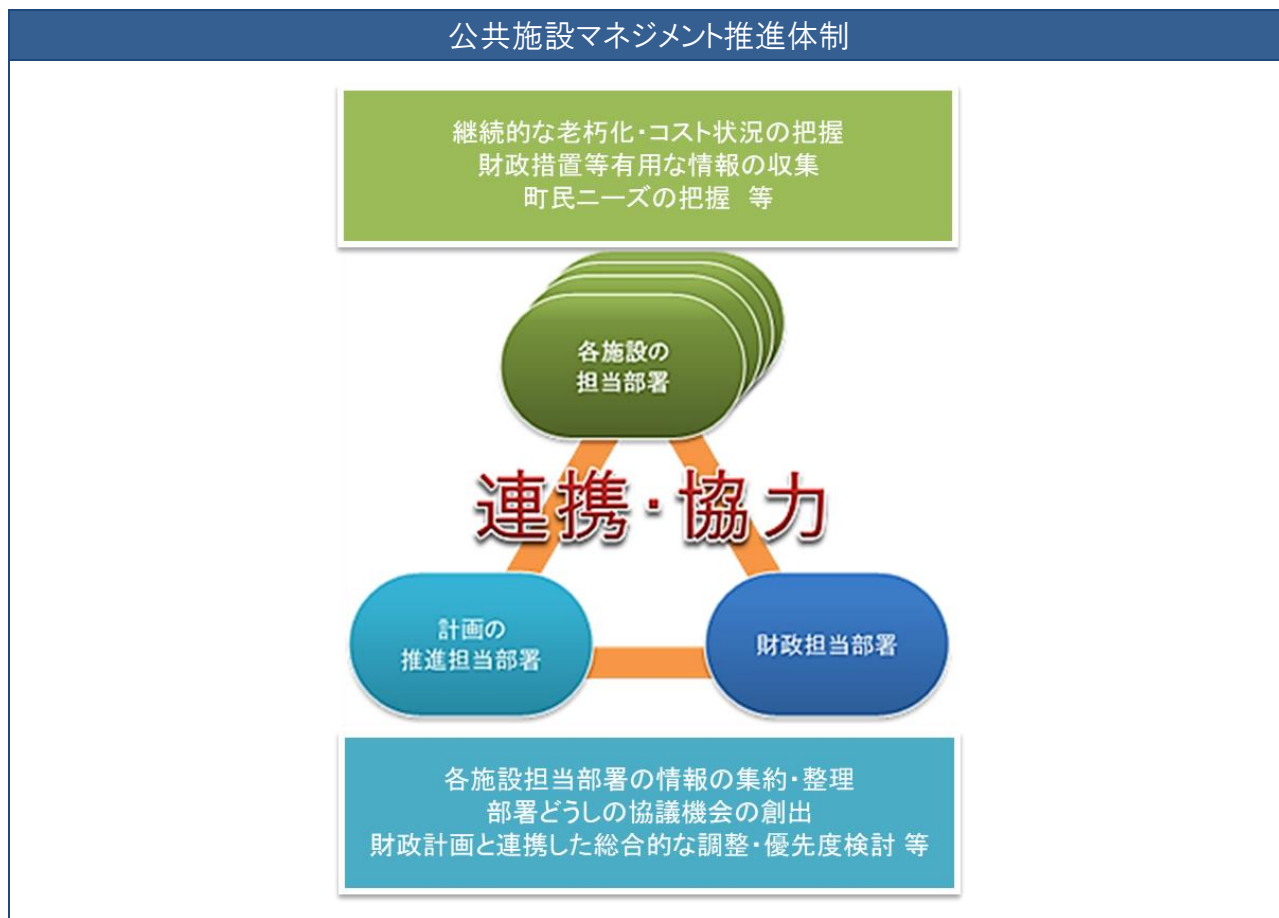 公共施設マネジメント推進体制
継続的な老朽化・コスト状況の把握
財政措置等有用な情報の収集
町民ニーズの把握 等
各施設の
担当部署
連携・協力
計画の
推進担当部署
財政担当部署
各施設担当部署の情報の集約・整理
部署どうしの協議機会の創出
財政計画と連携した総合的な調整・優先度検討 等